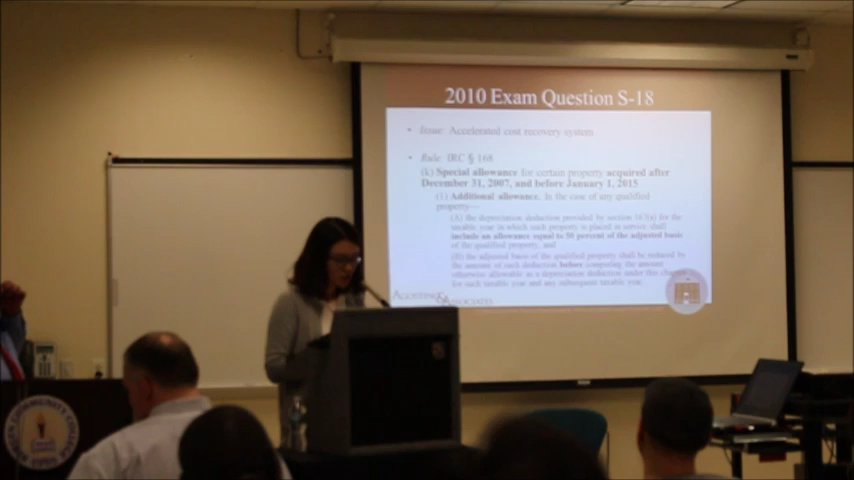 2010 Exam Question S-18
• Issue: Accelerated cost recovery system
• Rule: IRC § 168
(k) Special allowance for certain property acquired after
December 31, 2007, and before January 1, 2015
(1) Additional allowance. In the case of any qualified
property—
(A) the depreciation deduction provided by section 167(a) for the
taxable year in which such property is placed in service shall
include an allowance equal to 50 percent of the adjusted basis
of the qualified property, and
(B) the adjusted basis of the qualified property shall be reduced by
the amount of such deduction before computing the amount
otherwise allowable as a depreciation deduction under this
for such taxable year and any subsequent taxable year.
AGOSTINO
& ASSOCIATES
COMMUNITY COLLEGE